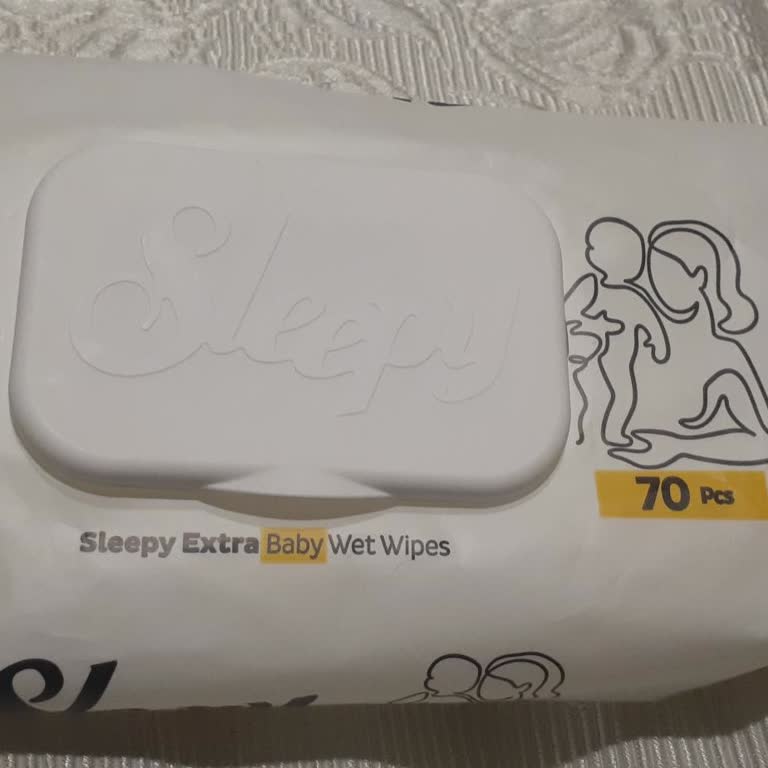 Sleepy
70 Pcs
Sleepy Extra Baby Wet Wipes